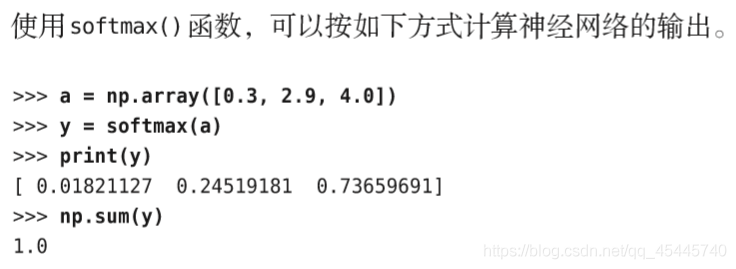 使用softmax()函数，可以按如下方式计算神经网络的输出。
>>> a = np.array([0.3, 2.9, 4.0])
>>> y = softmax(a)
>>> print(y)
[ 0.01821127  0.24519181  0.73659691]
>>> np.sum(y)
1.0
https://blog.csdn.net/qq_45445740